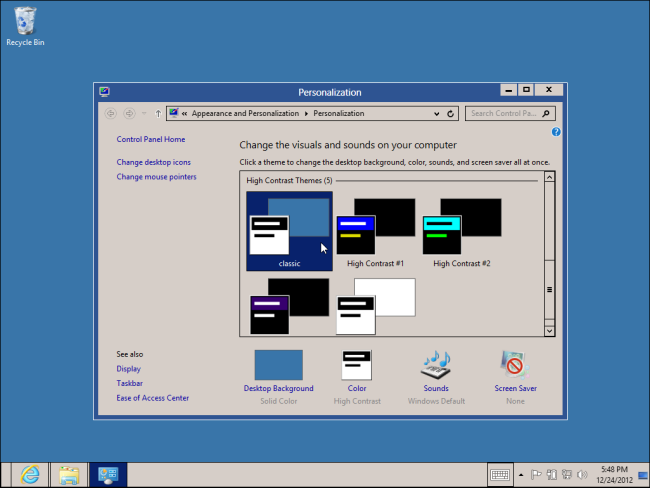 Recycle Bin
Personalization
« Appearance and Personalization Personalization
Search Control Pa...
Control Panel Home
Change desktop icons
Change mouse pointers
Change the visuals and sounds on your computer
Click a theme to change the desktop background, color, sounds, and screen saver all at once.
High Contrast Themes (5)
classic
High Contrast #1
High Contrast #2
See also
Display
Taskbar
Ease of Access Center
Desktop Background
Solid Color
Color
High Contrast
Sounds
Windows Default
Screen Saver
None
5:48 PM
12/24/2012